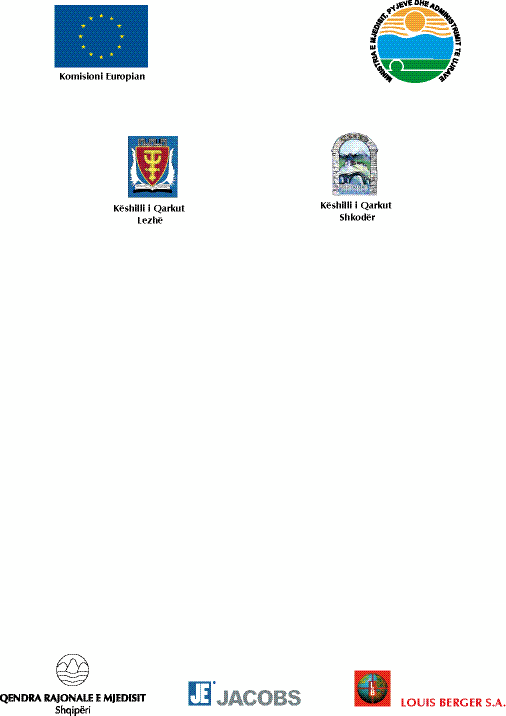 Komisioni Europian
MINISTRIA E MJEDISIT, PYJEVE DHE ADMINISTRIMIT TE UJRAVE
Këshilli i Qarkut
Lezhë
Këshilli i Qarkut
Shkodër
QENDRA RAJONALE E MJEDISIT
Shqipëri
JE JACOBS
LOUIS BERGER S.A.